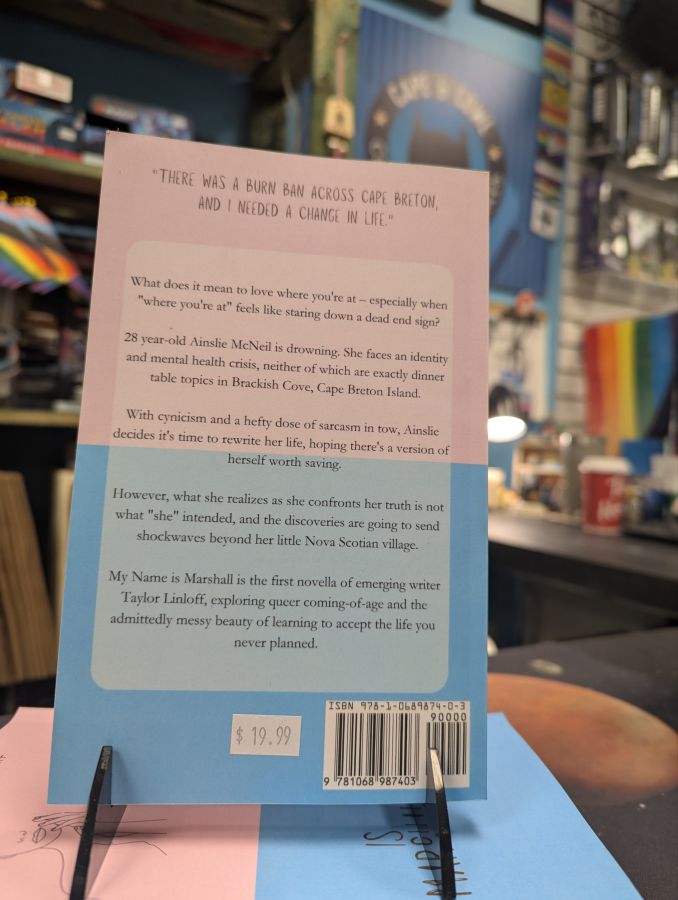 CAPE & COWL
"THERE WAS A BURN BAN ACROSS CAPE BRETON,
AND I NEEDED A CHANGE IN LIFE."
What does it mean to love where you're at – especially when
"where you're at" feels like staring down a dead end sign?
28 year-old Ainslie McNeil is drowning. She faces an identity
and mental health crisis, neither of which are exactly dinner
table topics in Brackish Cove, Cape Breton Island.
With cynicism and a hefty dose of sarcasm in tow, Ainslie
decides it's time to rewrite her life, hoping there's a version of
herself worth saving.
However, what she realizes as she confronts her truth is not
what "she" intended, and the discoveries are going to send
shockwaves beyond her little Nova Scotian village.
My Name is Marshall is the first novella of emerging writer
Taylor Linloff, exploring queer coming-of-age and the
admittedly messy beauty of learning to accept the life you
never planned.
$ 19.99
ISBN 978-1-0689874-0-3
90000
9 781068 987403
IS